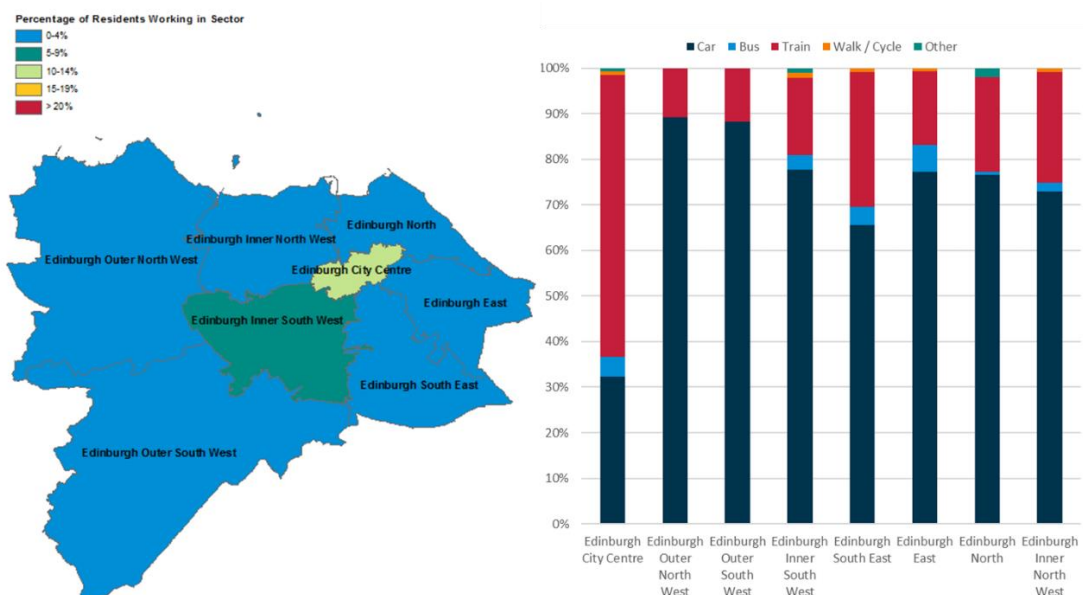 Percentage of Residents Working in Sector
0-4%
5-9%
10-14%
15-19%
> 20%
Edinburgh North
Edinburgh Inner North West
Edinburgh Outer North West
Edinburgh City Centre
Edinburgh East
Edinburgh Inner South West
Edinburgh South East
Edinburgh Outer South West
Car Bus Train Walk / Cycle Other
100%
90%
80%
70%
60%
50%
40%
30%
20%
10%
0%
Edinburgh
City Centre
Edinburgh
Outer
North
West
Edinburgh
Outer
South
West
Edinburgh
Inner
South
West
Edinburgh
South East
Edinburgh
East
Edinburgh
North
Edinburgh
Inner
North
West